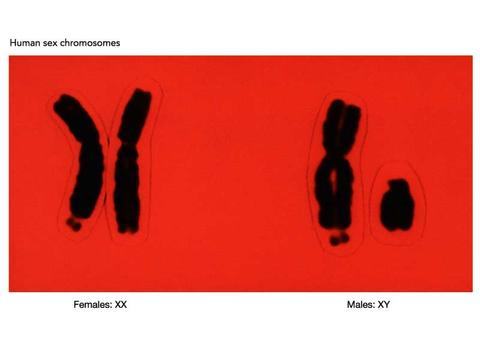 Human sex chromosomes
Females: XX
Males: XY